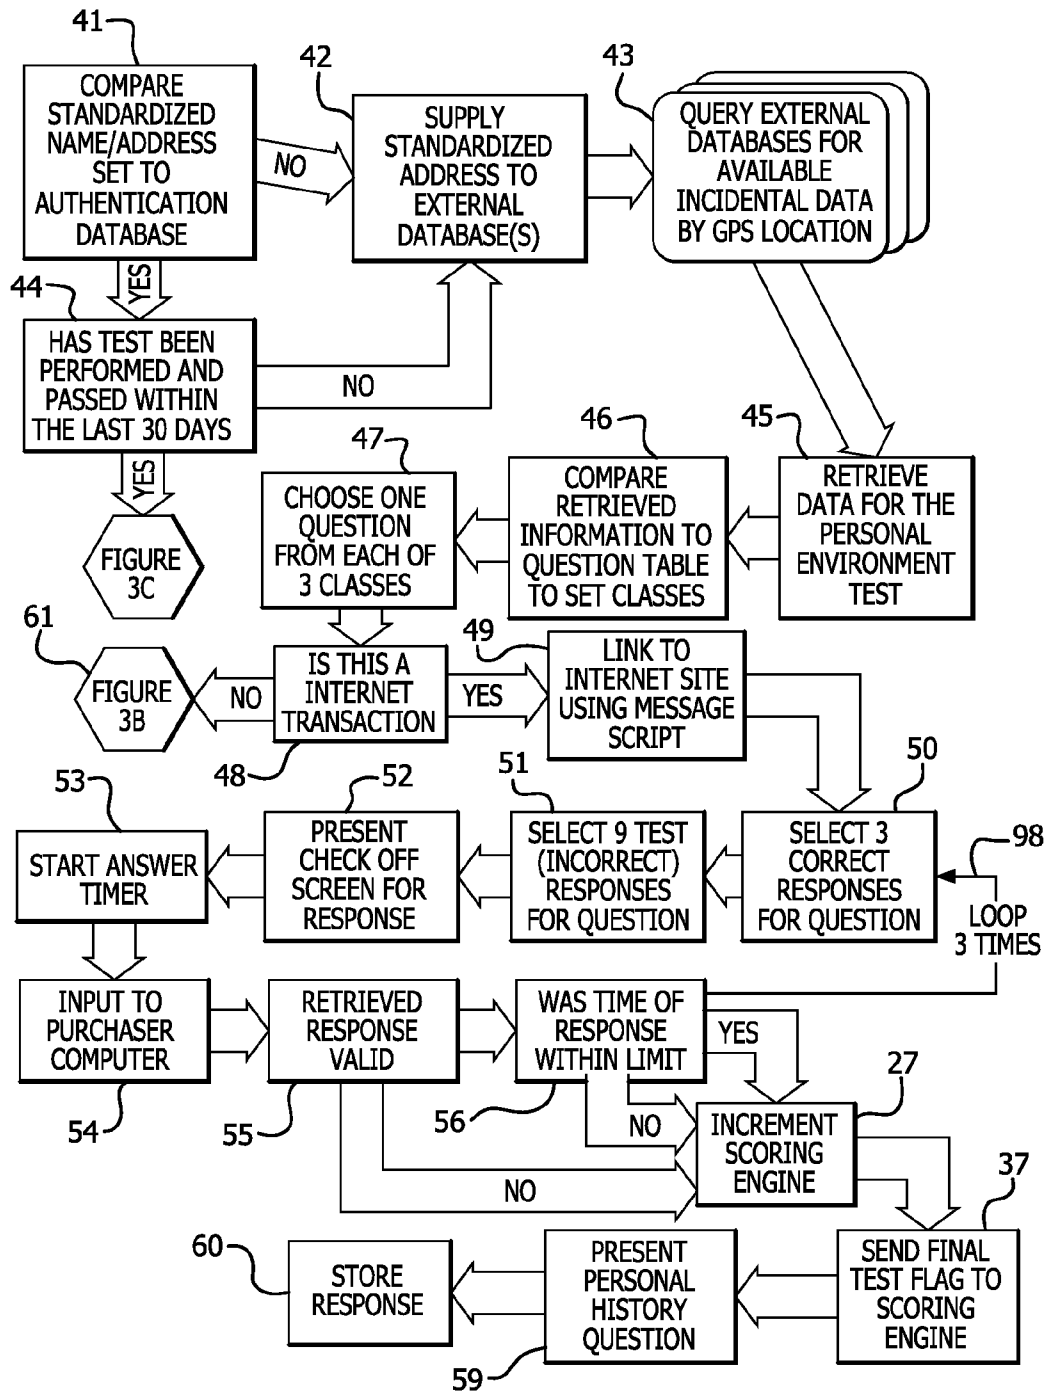 41
COMPARE
STANDARDIZED
NAME/ADDRESS
SET TO
AUTHENTICATION
DATABASE
NO
42
SUPPLY
STANDARDIZED
ADDRESS TO
EXTERNAL
DATABASE(S)
43
QUERY EXTERNAL
DATABASES FOR
AVAILABLE
INCIDENTAL DATA
BY GPS LOCATION
YES
44
HAS TEST BEEN
PERFORMED AND
PASSED WITHIN
THE LAST 30 DAYS
NO
YES
FIGURE
3C
47
CHOOSE ONE
QUESTION
FROM EACH OF
3 CLASSES
46
COMPARE
RETRIEVED
INFORMATION TO
QUESTION TABLE
TO SET CLASSES
45
RETRIEVE
DATA FOR THE
PERSONAL
ENVIRONMENT
TEST
61
FIGURE
3B
NO
IS THIS A
INTERNET
TRANSACTION
48
YES
49
LINK TO
INTERNET SITE
USING MESSAGE
SCRIPT
53
START ANSWER
TIMER
52
PRESENT
CHECK OFF
SCREEN FOR
RESPONSE
51
SELECT 9 TEST
(INCORRECT)
RESPONSES
FOR QUESTION
50
SELECT 3
CORRECT
RESPONSES
FOR QUESTION
98
LOOP
3 TIMES
INPUT TO
PURCHASER
COMPUTER
54
RETRIEVED
RESPONSE
VALID
55
WAS TIME OF
RESPONSE
WITHIN LIMIT
56
YES
NO
NO
27
INCREMENT
SCORING
ENGINE
37
SEND FINAL
TEST FLAG TO
SCORING
ENGINE
PRESENT
PERSONAL
HISTORY
QUESTION
59
60
STORE
RESPONSE